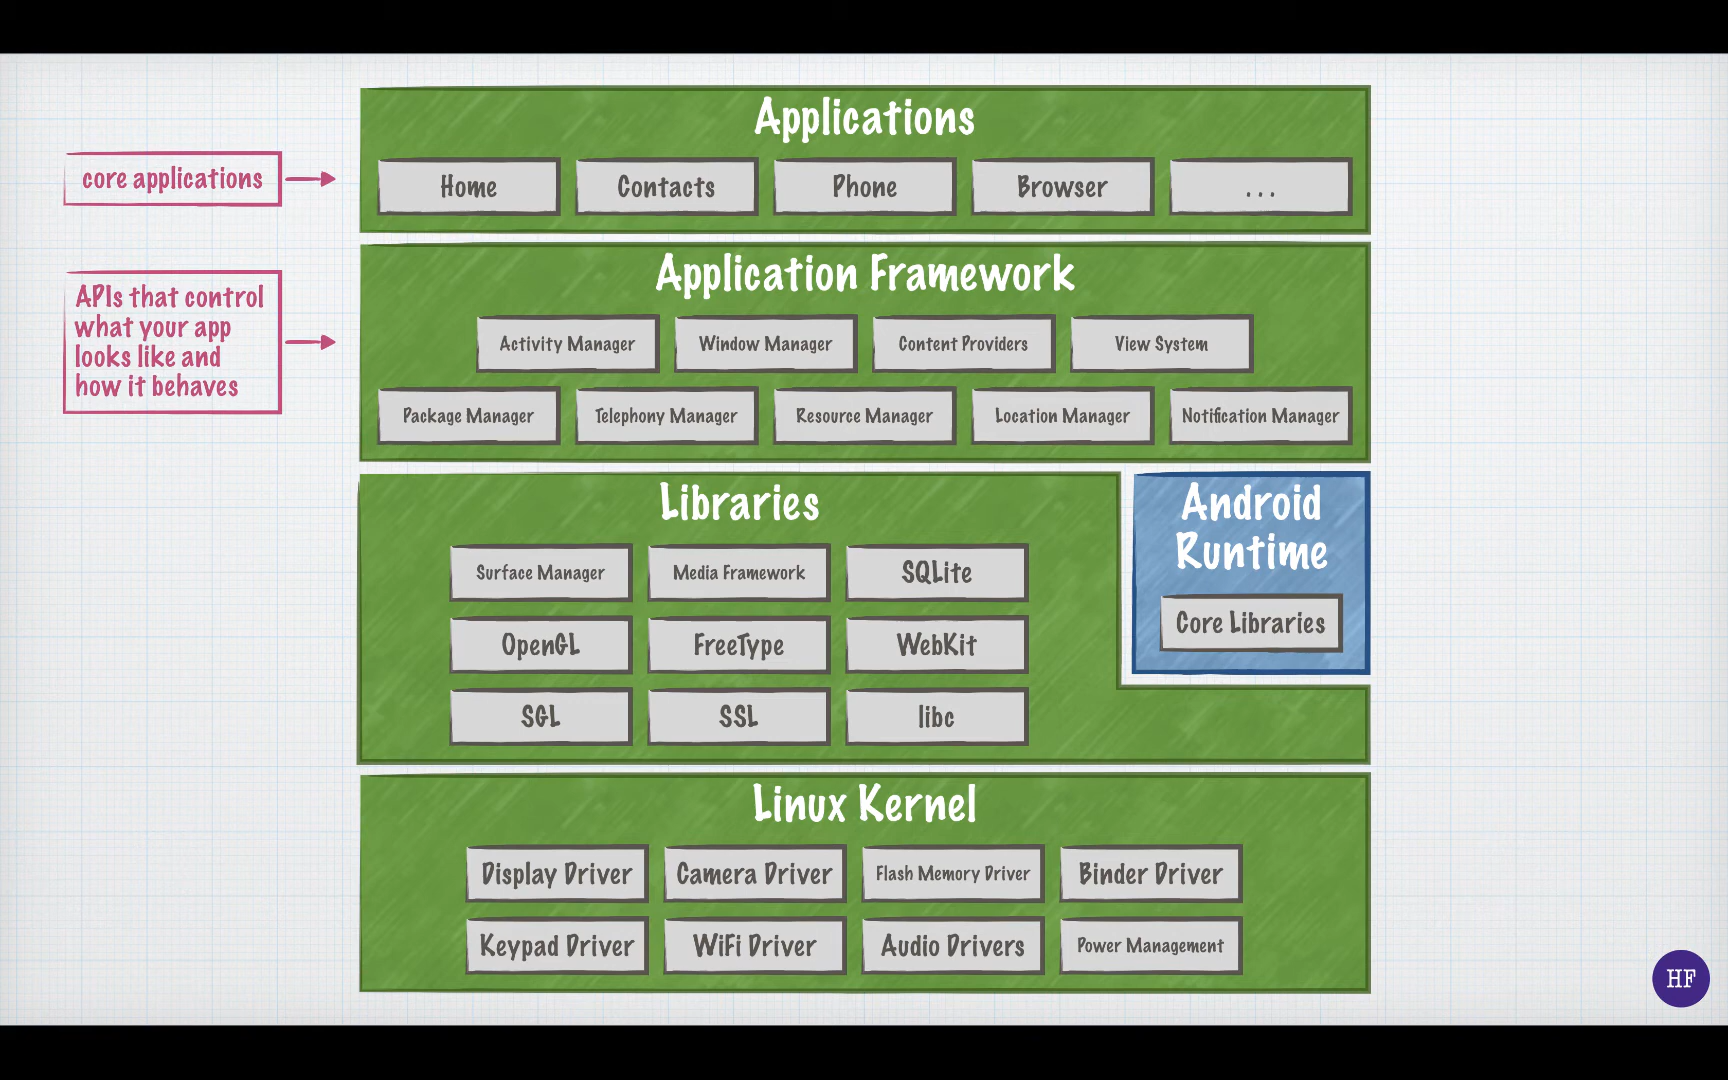 Applications
core applications
Home
Contacts
Phone
Browser
...
Application Framework
APIs that control
what your app
looks like and
how it behaves
Activity Manager
Window Manager
Content Providers
View System
Package Manager
Telephony Manager
Resource Manager
Location Manager
Notification Manager
Libraries
Surface Manager
Media Framework
SQLite
OpenGL
FreeType
WebKit
SGL
SSL
libc
Android
Runtime
Core Libraries
Linux Kernel
Display Driver
Camera Driver
Flash Memory Driver
Binder Driver
Keypad Driver
WiFi Driver
Audio Drivers
Power Management
HF